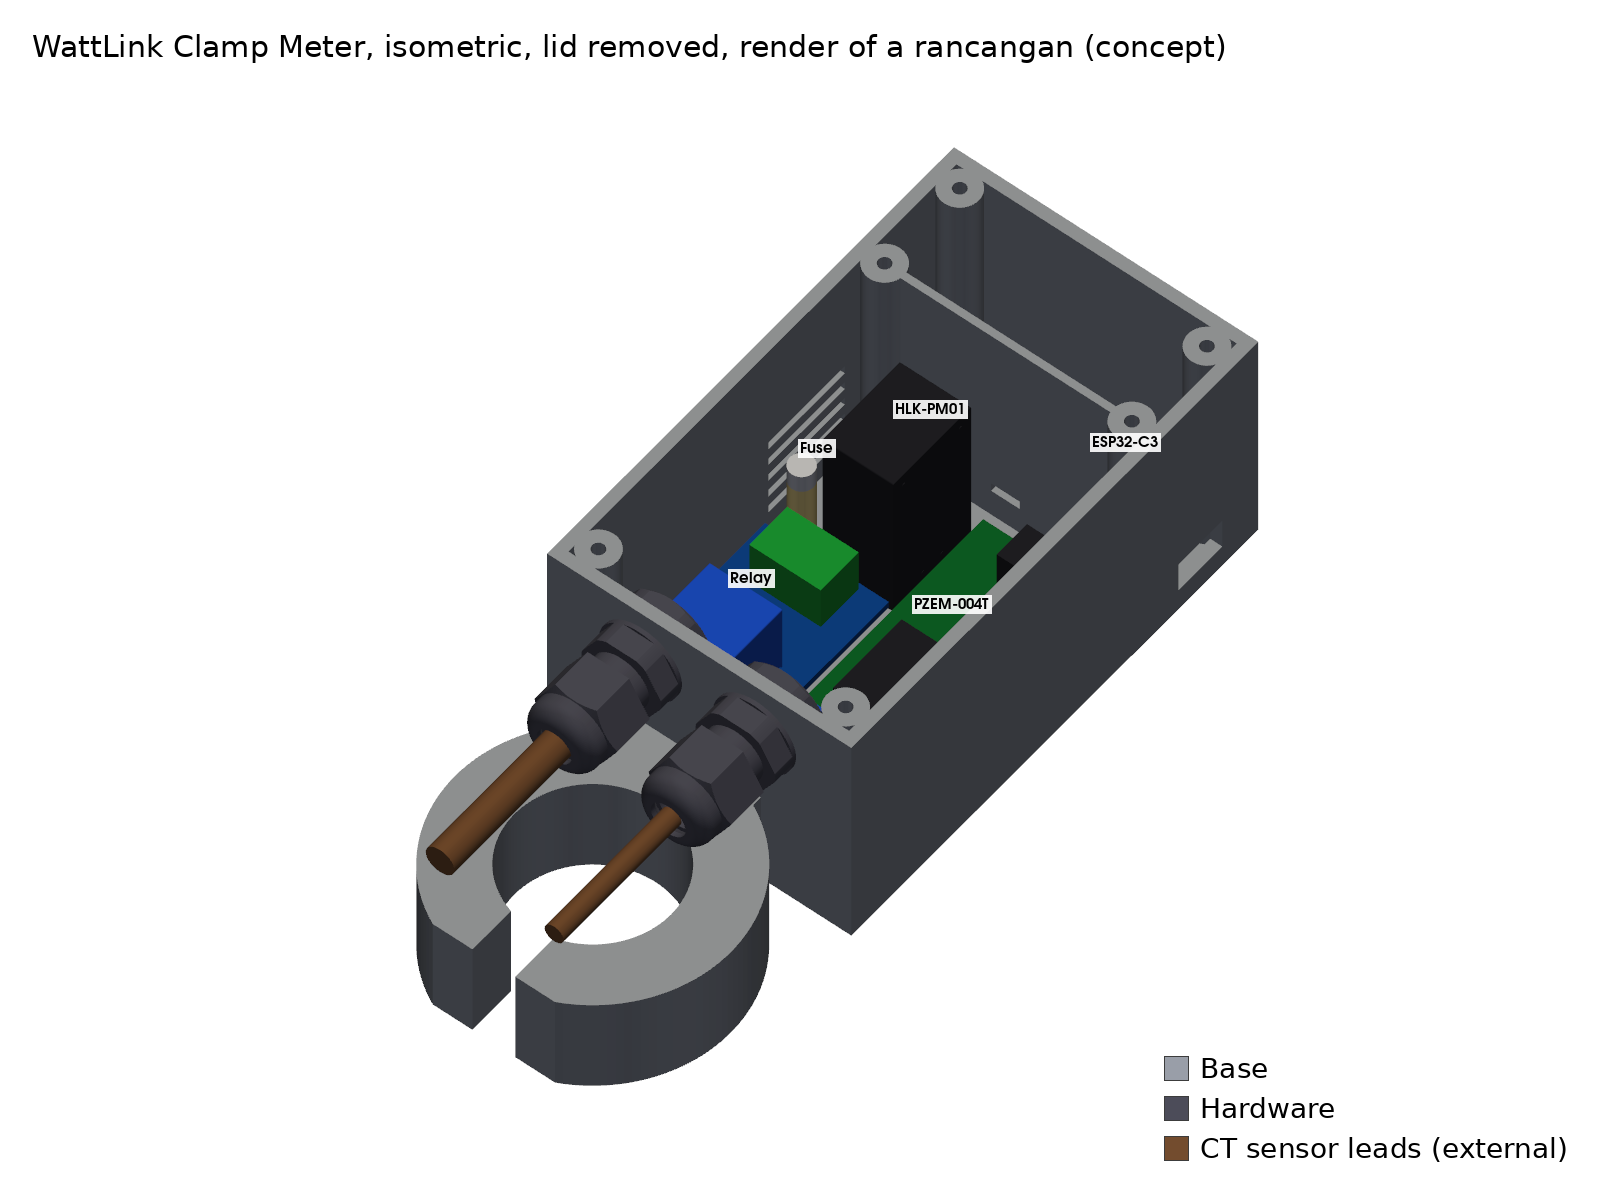 WattLink Clamp Meter, isometric, lid removed, render of a rancangan (concept)
HLK-PM01
ESP32-C3
Fuse
Relay
PZEM-004T
Base
Hardware
CT sensor leads (external)